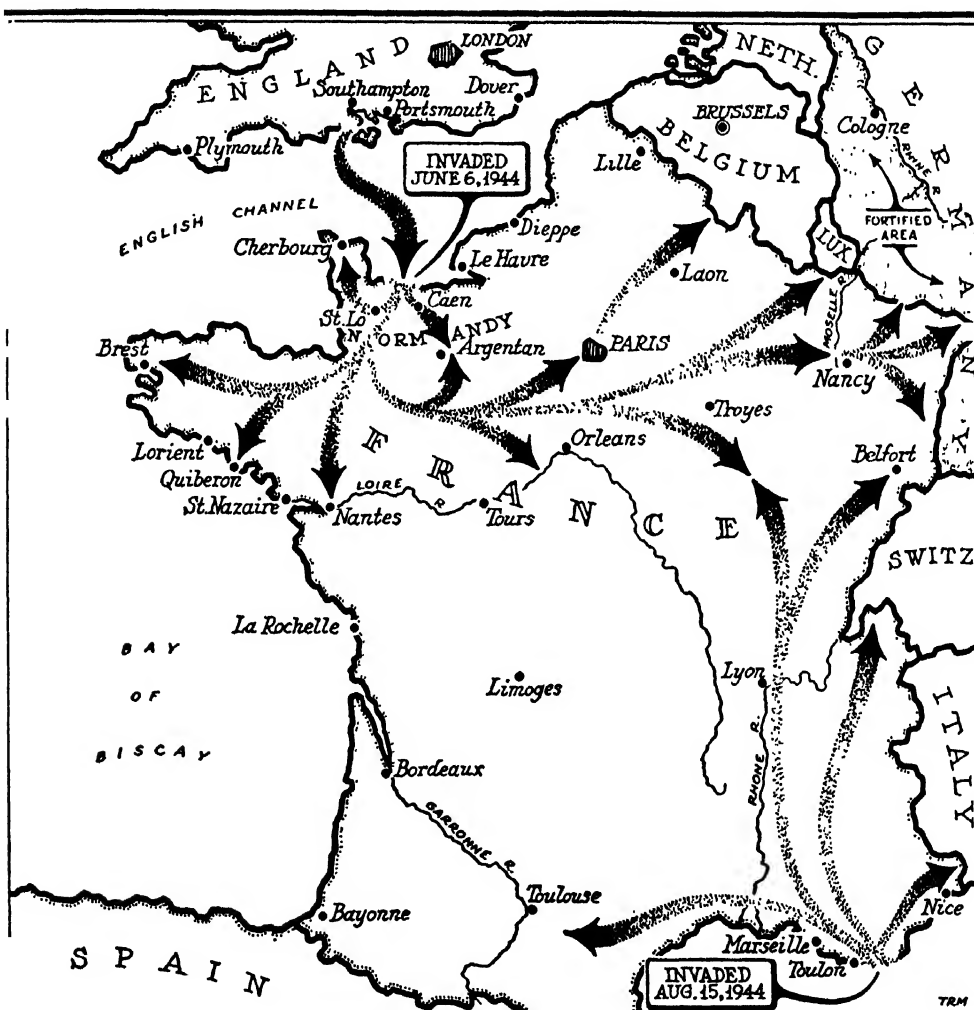 ENGLAND
LONDON
Southampton
Portsmouth
Dover
Plymouth
NETH.
GERMANY
BRUSSELS
BELGIUM
Cologne
RHINE R.
Lille
INVADED
JUNE 6, 1944
FORTIFIED
AREA
LUX
ENGLISH CHANNEL
Cherbourg
Dieppe
Le Havre
Laon
Caen
St. Lo
NORMANDY
Argentan
PARIS
MOSELLE R.
Nancy
Brest
Troyes
Lorient
Quiberon
St. Nazaire
Nantes
LOIRE R.
Tours
Orleans
FRANCE
Belfort
SWITZ
La Rochelle
BAY
OF
BISCAY
Limoges
Lyon
RHONE R.
ITALY
Bordeaux
GARRONNE R.
Toulouse
Bayonne
SPAIN
Marseille
Toulon
Nice
INVADED
AUG. 15, 1944
TRM